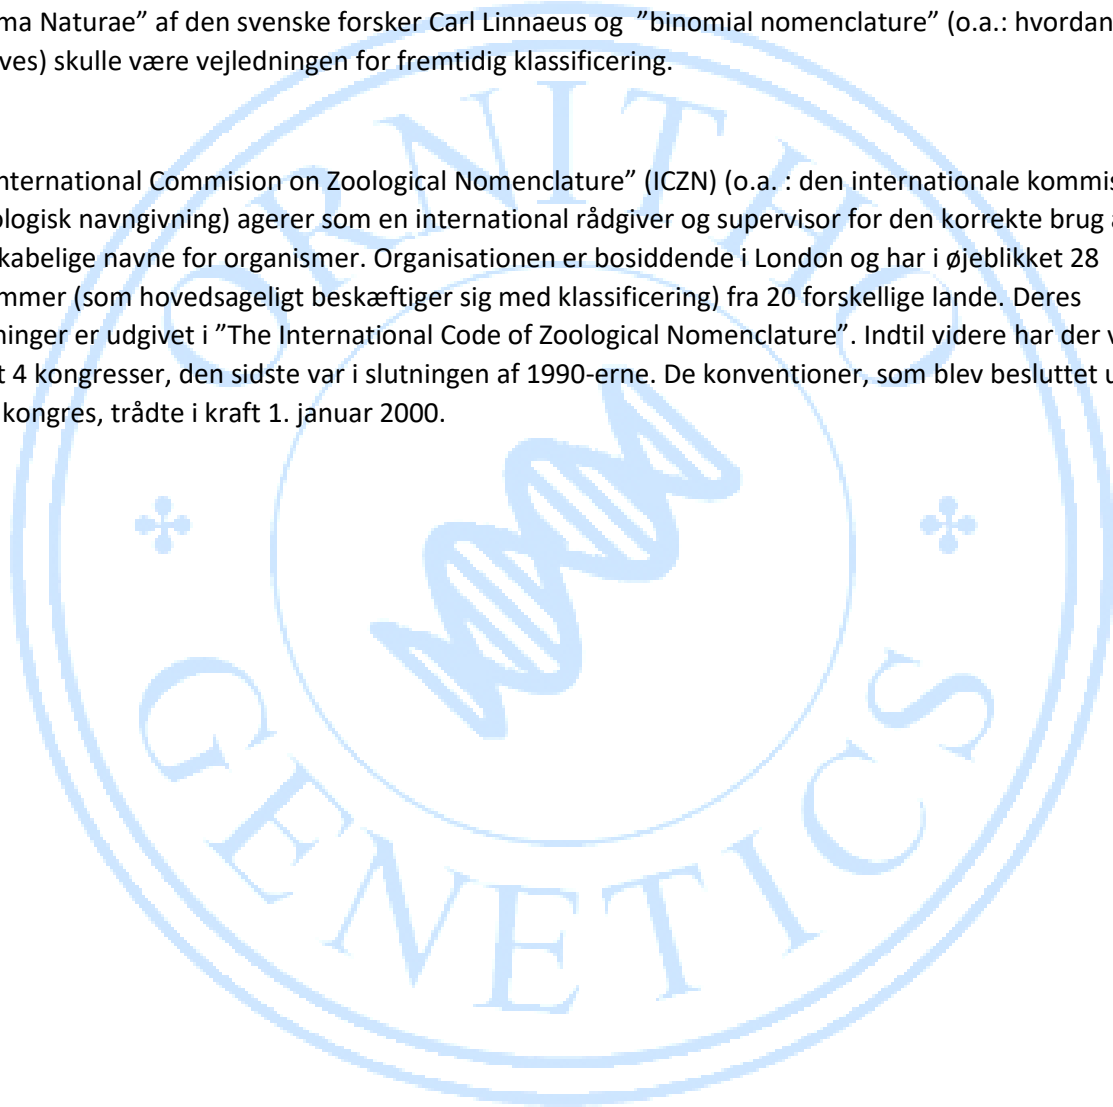 ma Naturae” af den svenske forsker Carl Linnaeus og ”binomial nomenclature” (o.a.: hvordan
ves) skulle være vejledningen for fremtidig klassificering.
nternational Commision on Zoological Nomenclature” (ICZN) (o.a. : den internationale kommis
ologisk navngivning) agerer som en international rådgiver og supervisor for den korrekte brug a
kabelige navne for organismer. Organisationen er bosiddende i London og har i øjeblikket 28
mmer (som hovedsageligt beskæftiger sig med klassificering) fra 20 forskellige lande. Deres
ninger er udgivet i ”The International Code of Zoological Nomenclature”. Indtil videre har der v
t 4 kongresser, den sidste var i slutningen af 1990-erne. De konventioner, som blev besluttet u
kongres, trådte i kraft 1. januar 2000.
ORNITHO
GENETICS